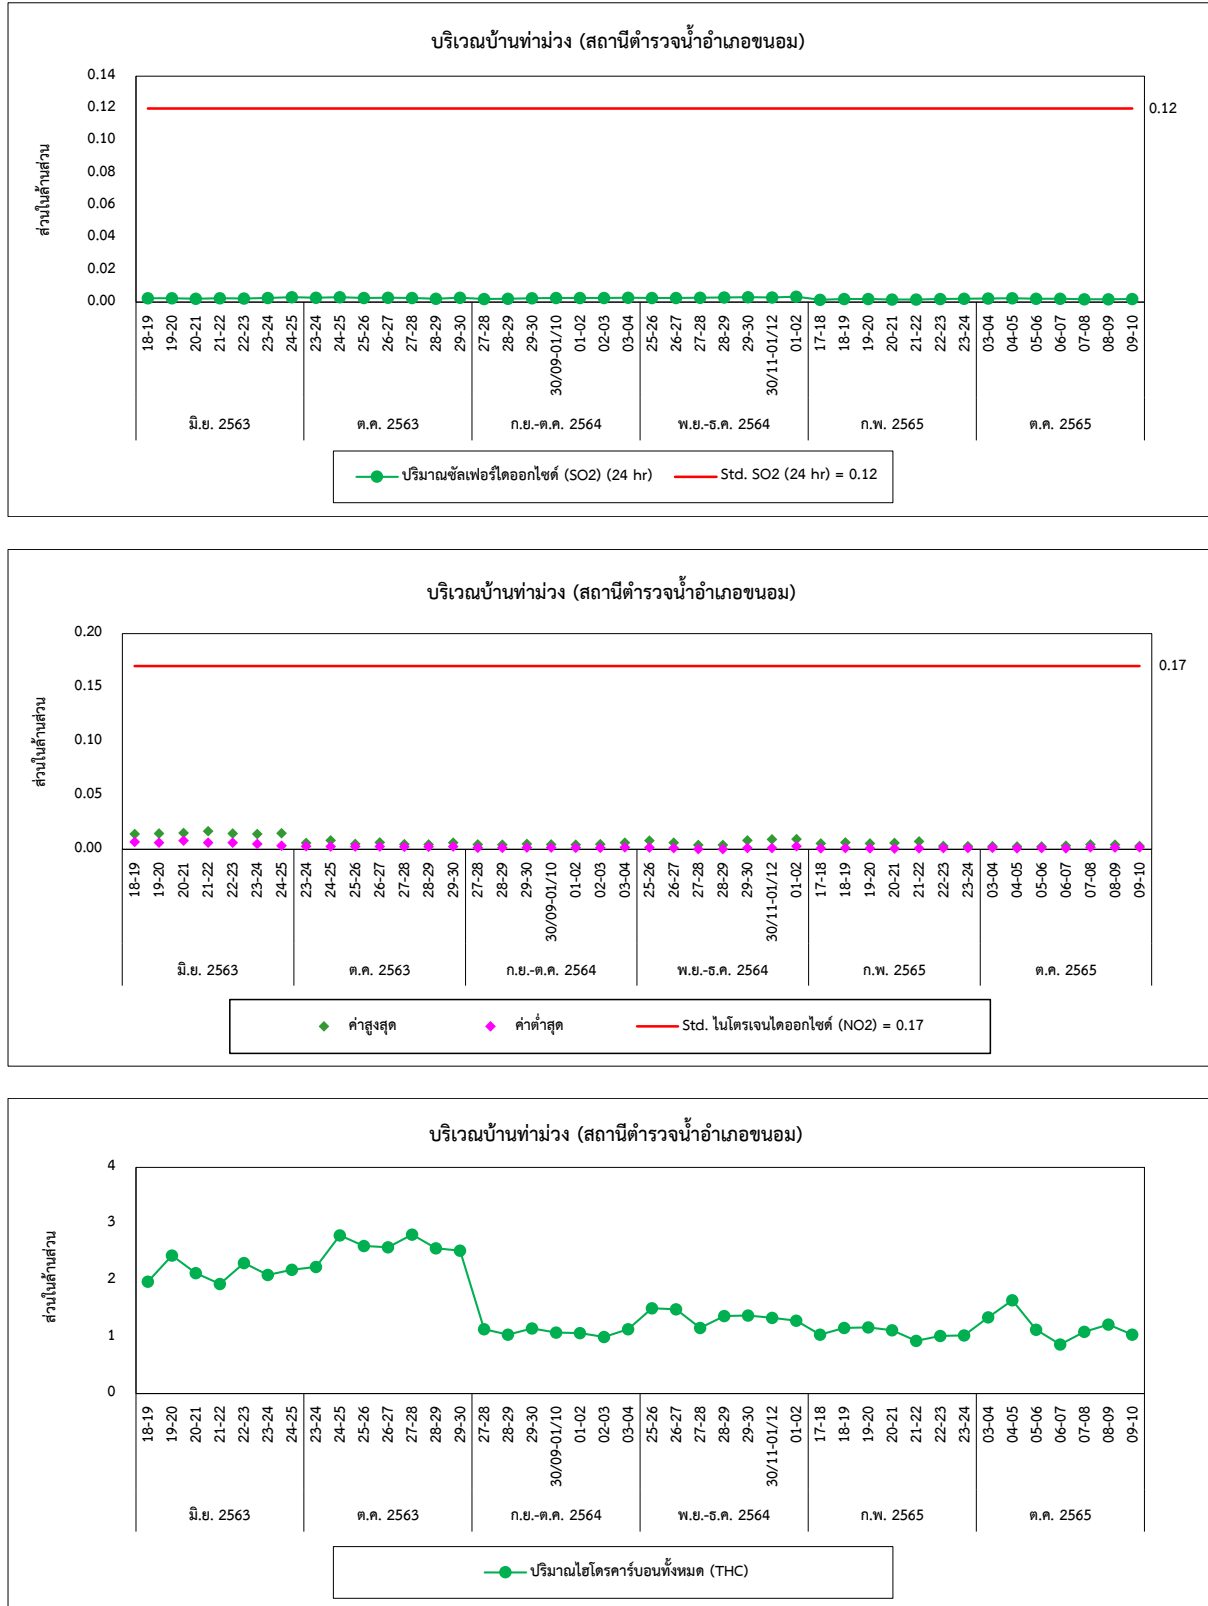 บริเวณบ้านท่าม่วง (สถานีตำรวจน้ำอำเภอขนอม)
0.14
0.12
0.10
0.08
0.06
0.04
0.02
0.00
ส่วนในล้านส่วน
0.12
18-19 19-20 20-21 21-22 22-23 23-24 24-25 23-24 24-25 25-26 26-27 27-28 28-29 29-30 27-28 28-29 29-30 30/09-01/10 01-02 02-03 03-04 25-26 26-27 27-28 28-29 29-30 30/11-01/12 01-02 17-18 18-19 19-20 20-21 21-22 22-23 23-24 03-04 04-05 05-06 06-07 07-08 08-09 09-10
มิ.ย. 2563 ต.ค. 2563 ก.ย.-ต.ค. 2564 พ.ย.-ธ.ค. 2564 ก.พ. 2565 ต.ค. 2565
ปริมาณซัลเฟอร์ไดออกไซด์ (SO2) (24 hr) Std. SO2 (24 hr) = 0.12
บริเวณบ้านท่าม่วง (สถานีตำรวจน้ำอำเภอขนอม)
0.20
0.15
0.10
0.05
0.00
ส่วนในล้านส่วน
0.17
18-19 19-20 20-21 21-22 22-23 23-24 24-25 23-24 24-25 25-26 26-27 27-28 28-29 29-30 27-28 28-29 29-30 30/09-01/10 01-02 02-03 03-04 25-26 26-27 27-28 28-29 29-30 30/11-01/12 01-02 17-18 18-19 19-20 20-21 21-22 22-23 23-24 03-04 04-05 05-06 06-07 07-08 08-09 09-10
มิ.ย. 2563 ต.ค. 2563 ก.ย.-ต.ค. 2564 พ.ย.-ธ.ค. 2564 ก.พ. 2565 ต.ค. 2565
ค่าสูงสุด ค่าต่ำสุด Std. ไนโตรเจนไดออกไซด์ (NO2) = 0.17
บริเวณบ้านท่าม่วง (สถานีตำรวจน้ำอำเภอขนอม)
4
3
2
1
0
ส่วนในล้านส่วน
18-19 19-20 20-21 21-22 22-23 23-24 24-25 23-24 24-25 25-26 26-27 27-28 28-29 29-30 27-28 28-29 29-30 30/09-01/10 01-02 02-03 03-04 25-26 26-27 27-28 28-29 29-30 30/11-01/12 01-02 17-18 18-19 19-20 20-21 21-22 22-23 23-24 03-04 04-05 05-06 06-07 07-08 08-09 09-10
มิ.ย. 2563 ต.ค. 2563 ก.ย.-ต.ค. 2564 พ.ย.-ธ.ค. 2564 ก.พ. 2565 ต.ค. 2565
ปริมาณไฮโดรคาร์บอนทั้งหมด (THC)